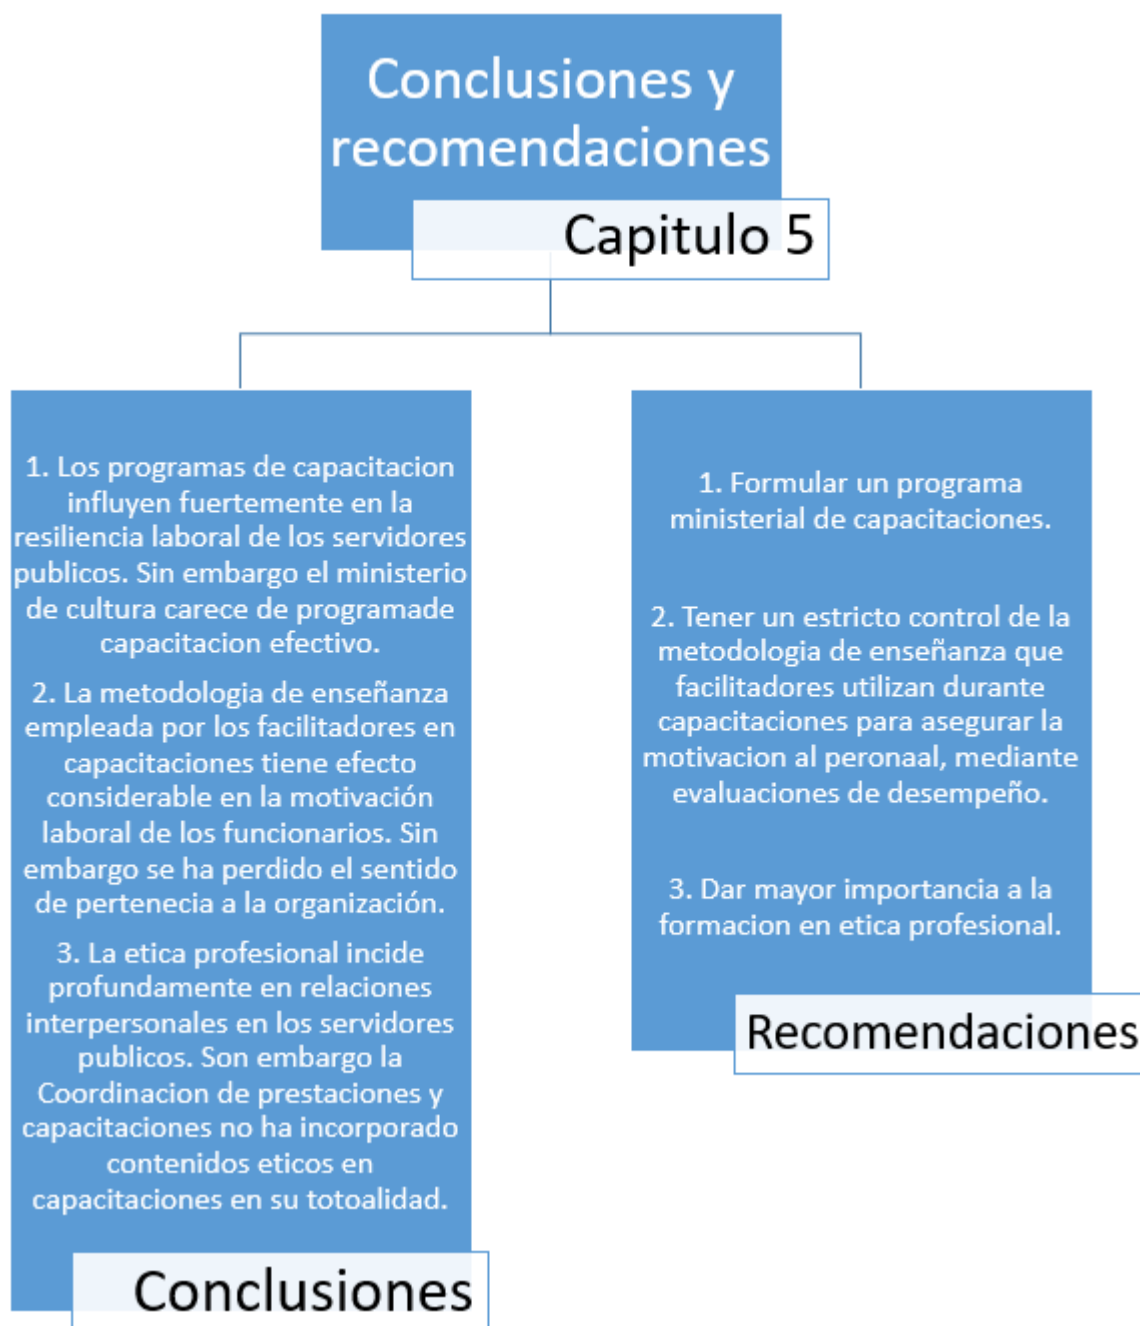 Conclusiones y
recomendaciones
Capitulo 5
1. Los programas de capacitacion
influyen fuertemente en la
resiliencia laboral de los servidores
publicos. Sin embargo el ministerio
de cultura carece de programade
capacitacion efectivo.
2. La metodologia de enseñanza
empleada por los facilitadores en
capacitaciones tiene efecto
considerable en la motivación
laboral de los funcionarios. Sin
embargo se ha perdido el sentido
de pertenecia a la organización.
3. La etica profesional incide
profundamente en relaciones
interpersonales en los servidores
publicos. Son embargo la
Coordinacion de prestaciones y
capacitaciones no ha incorporado
contenidos eticos en
capacitaciones en su totoalidad.
Conclusiones
1. Formular un programa
ministerial de capacitaciones.
2. Tener un estricto control de la
metodologia de enseñanza que
facilitadores utilizan durante
capacitaciones para asegurar la
motivacion al peronaal, mediante
evaluaciones de desempeño.
3. Dar mayor importancia a la
formacion en etica profesional.
Recomendaciones